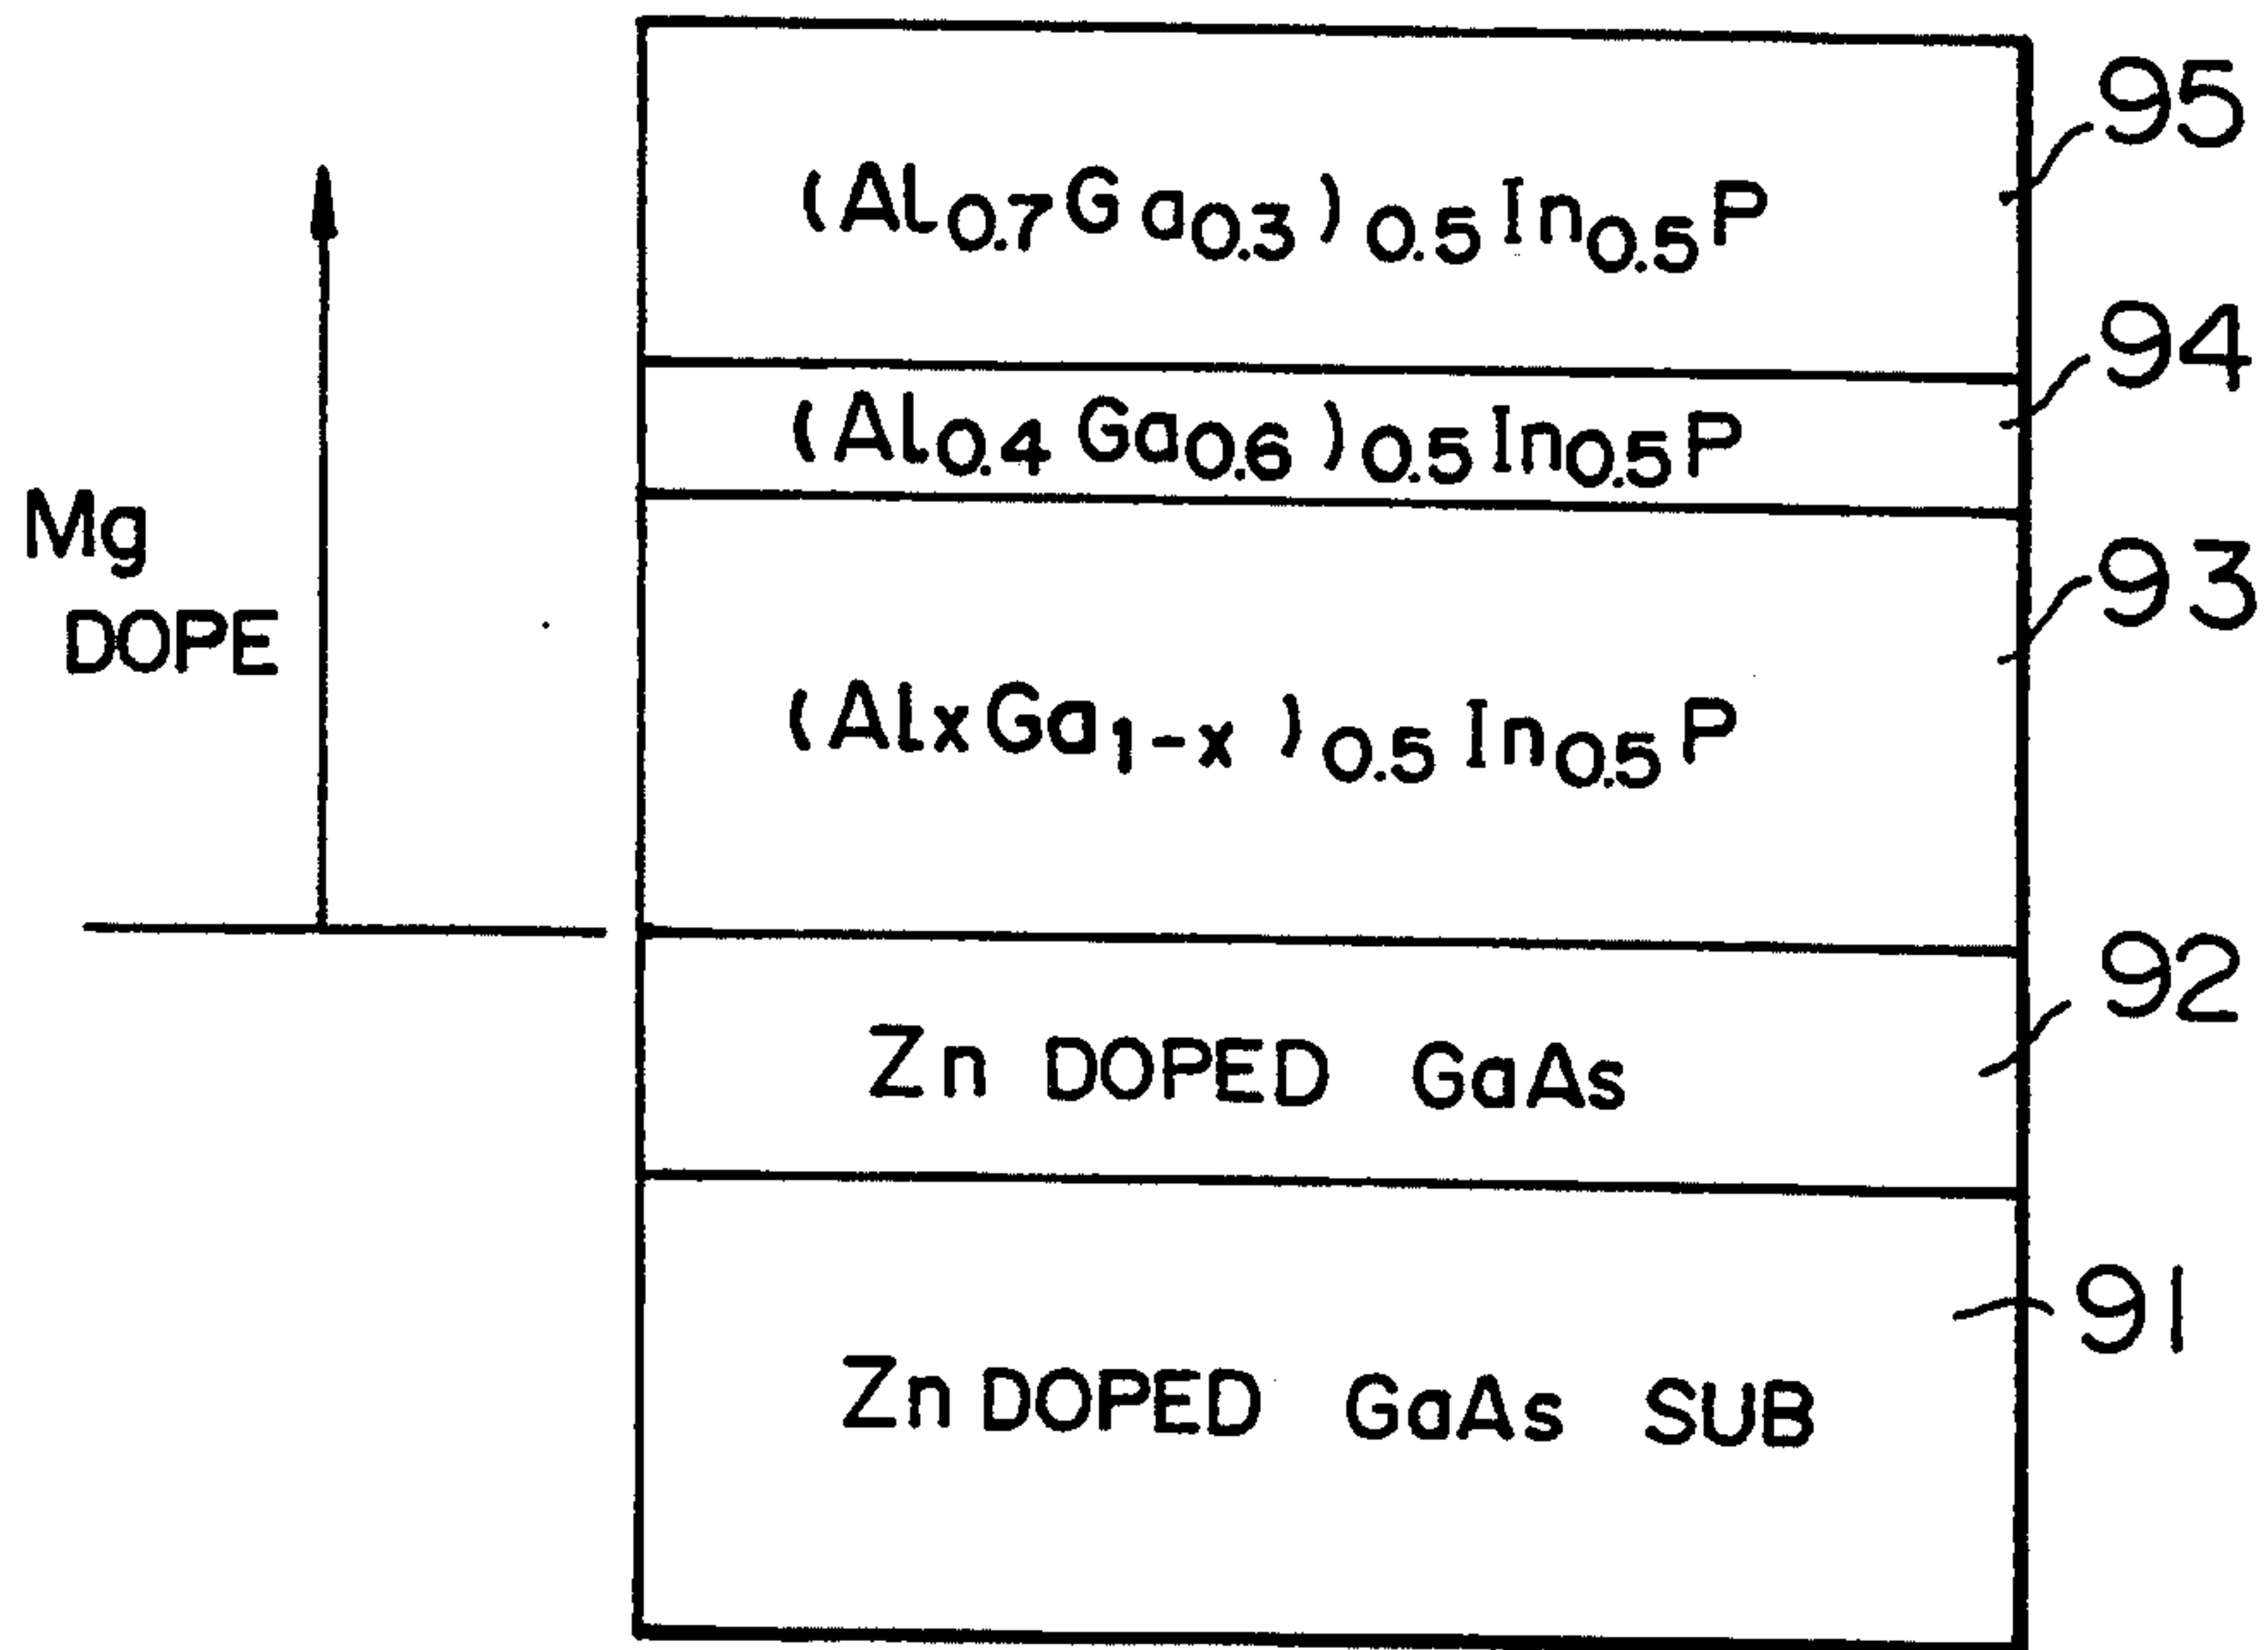 95
(Al0.7Ga0.3)0.5In0.5P
94
(Al0.4Ga0.6)0.5In0.5P
Mg
DOPE
93
(AlxGa1-x)0.5In0.5P
92
Zn DOPED GaAs
91
Zn DOPED GaAs SUB